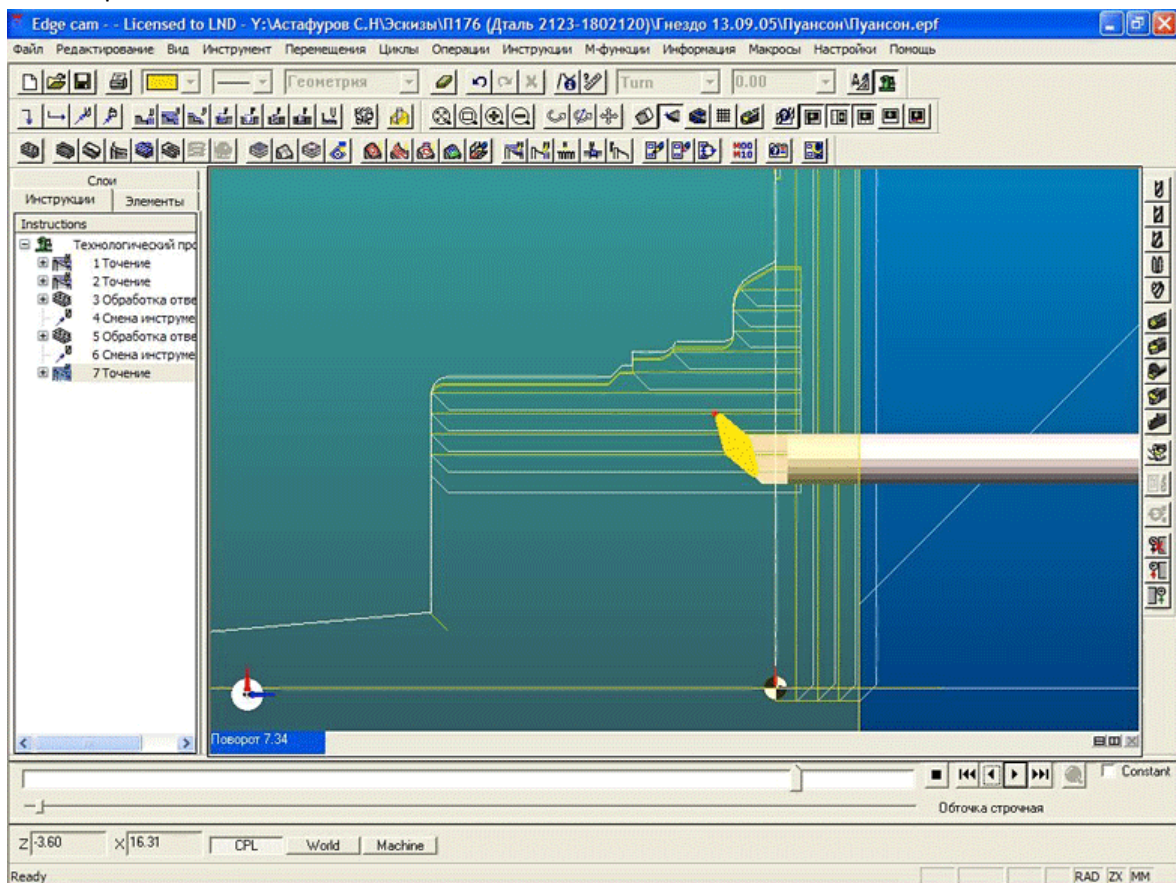 Edge cam - - Licensed to LND - Y:\Астафуров С.Н\Эскизы\П176 (Дталь 2123-1802120)\Гнездо 13.09.05\Пуансон\Пуансон.epf
Файл Редактирование Вид Инструмент Перемещения Циклы Операции Инструкции М-функции Информация Макросы Настройки Помощь
Геометрия Turn 0.00
M00
M10
Слои
Инструкции Элементы
Instructions
Технологический про
1 Точение
2 Точение
3 Обработка отве
4 Смена инструме
5 Обработка отве
6 Смена инструме
7 Точение
Поворот 7.34
Constant
Обточка строчная
Z -3.60 X 16.31 CPL World Machine
Ready RAD ZX MM